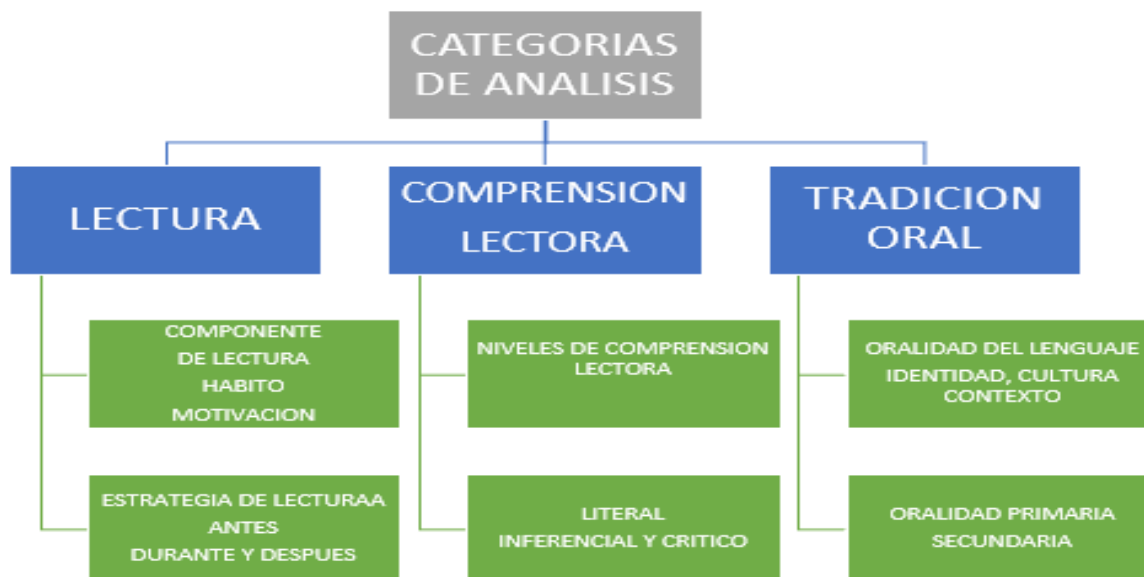 CATEGORIAS
DE ANALISIS
LECTURA
COMPRENSION
LECTORA
TRADICION
ORAL
COMPONENTE
DE LECTURA
HABITO
MOTIVACION
NIVELES DE COMPRENSION
LECTORA
ORALIDAD DEL LENGUAJE
IDENTIDAD, CULTURA
CONTEXTO
ESTRATEGIA DE LECTURAA
ANTES
DURANTE Y DESPUES
LITERAL
INFERENCIAL Y CRITICO
ORALIDAD PRIMARIA
SECUNDARIA